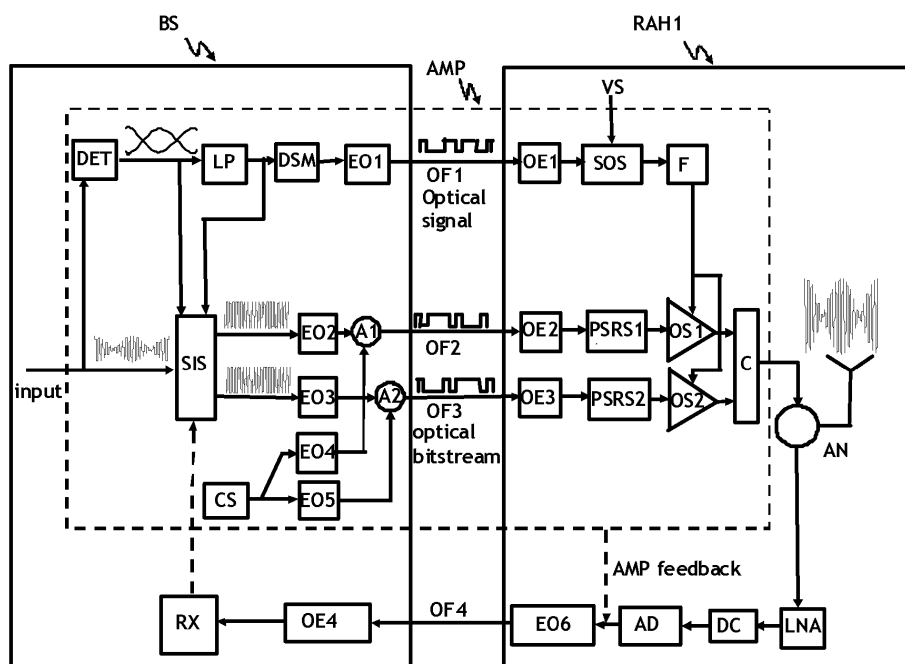 BS
RAH1
AMP
VS
DET
LP
DSM
EO1
OE1
SOS
F
OF1
Optical
signal
SIS
EO2
A1
OF2
OE2
PSRS1
OS1
C
input
EO3
A2
OF3
OE3
PSRS2
OS2
optical
bitstream
EO4
AN
CS
EO5
AMP feedback
RX
OE4
OF4
EO6
AD
DC
LNA